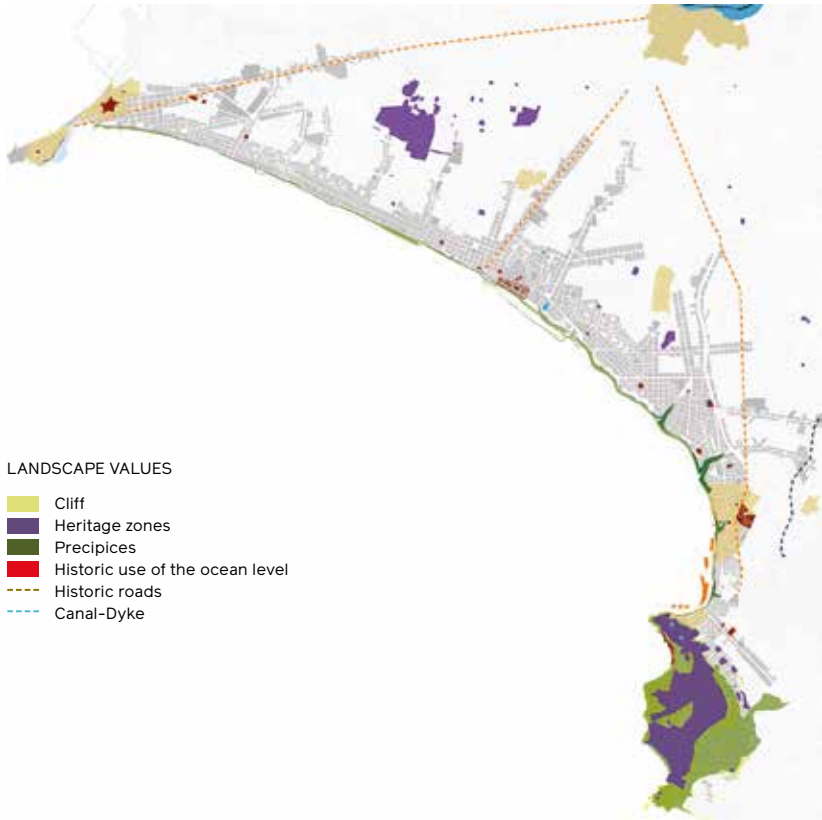 LANDSCAPE VALUES
Cliff
Heritage zones
Precipices
Historic use of the ocean level
Historic roads
Canal-Dyke